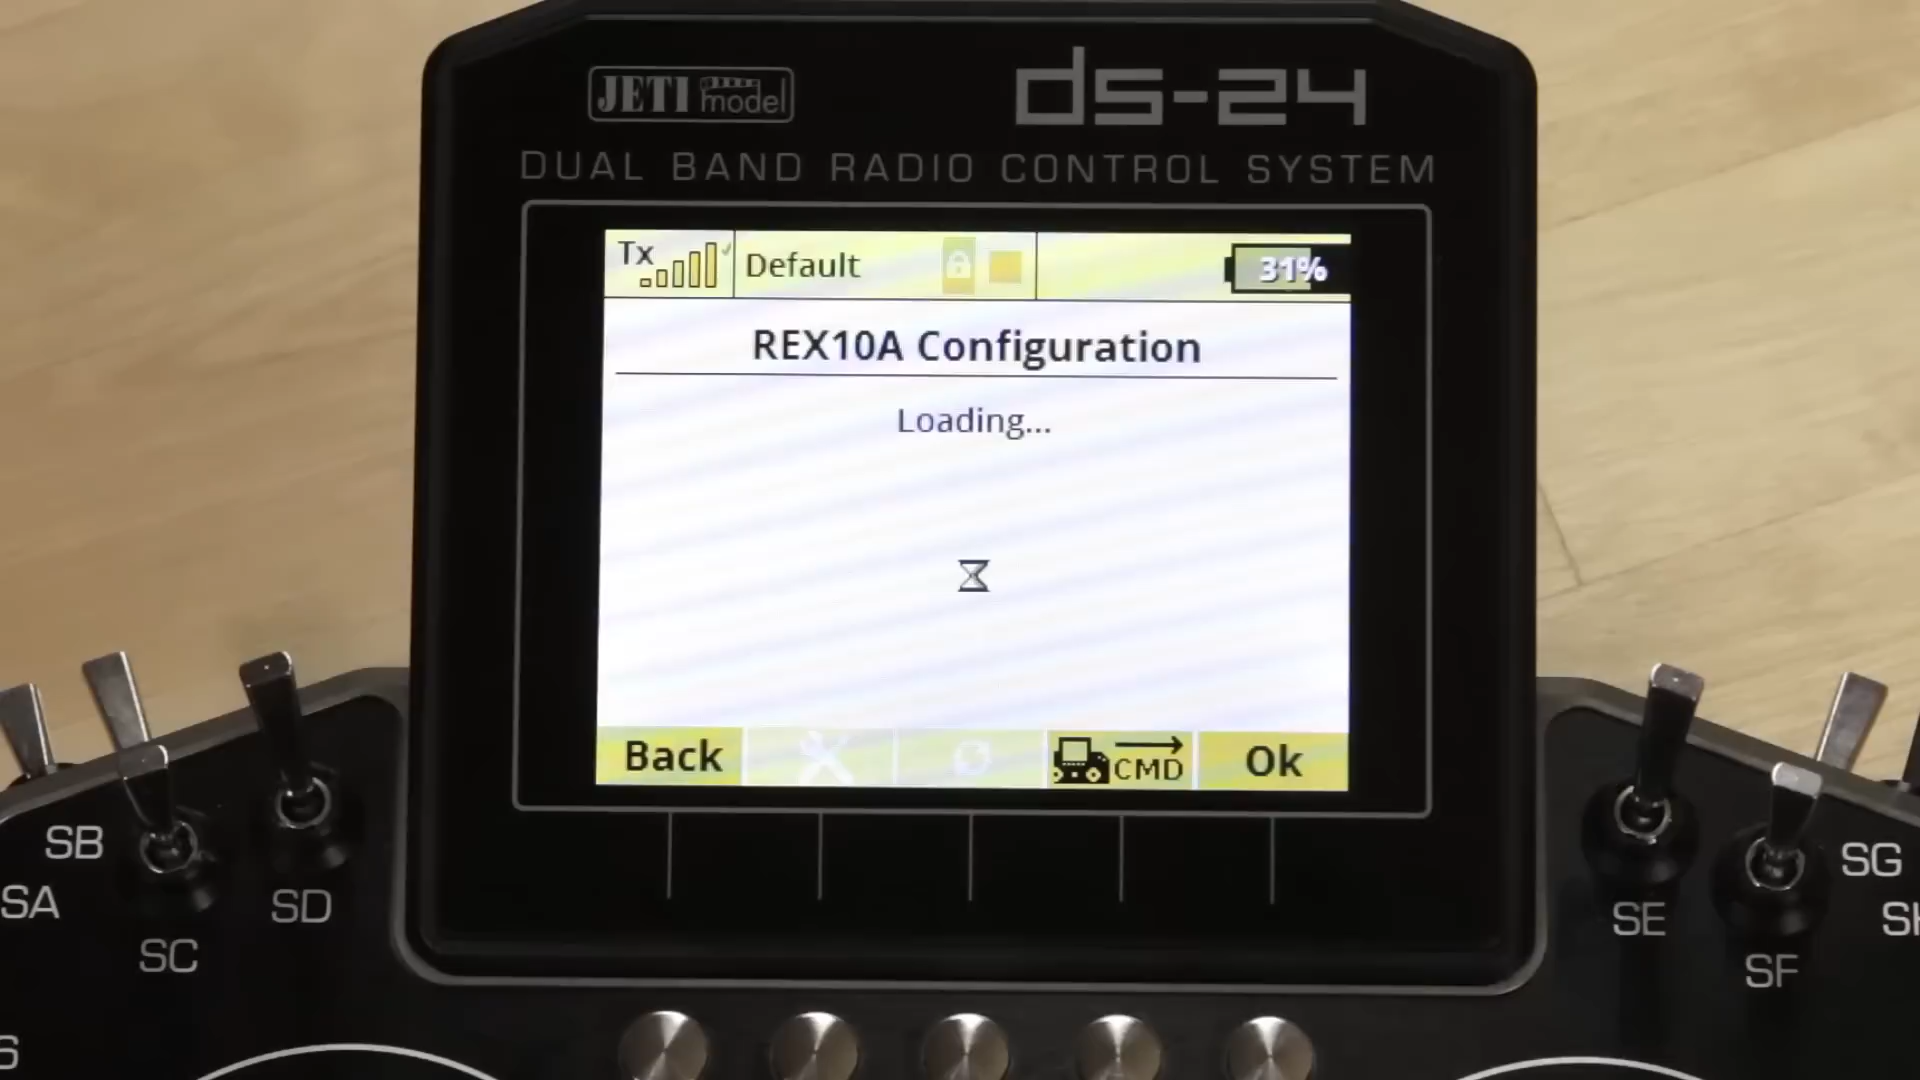 JETI model
ds-24
DUAL BAND RADIO CONTROL SYSTEM
Tx Default 31%
REX10A Configuration
Loading...
Back CMD Ok
SB
SA
SC
SD
SE
SF
SG